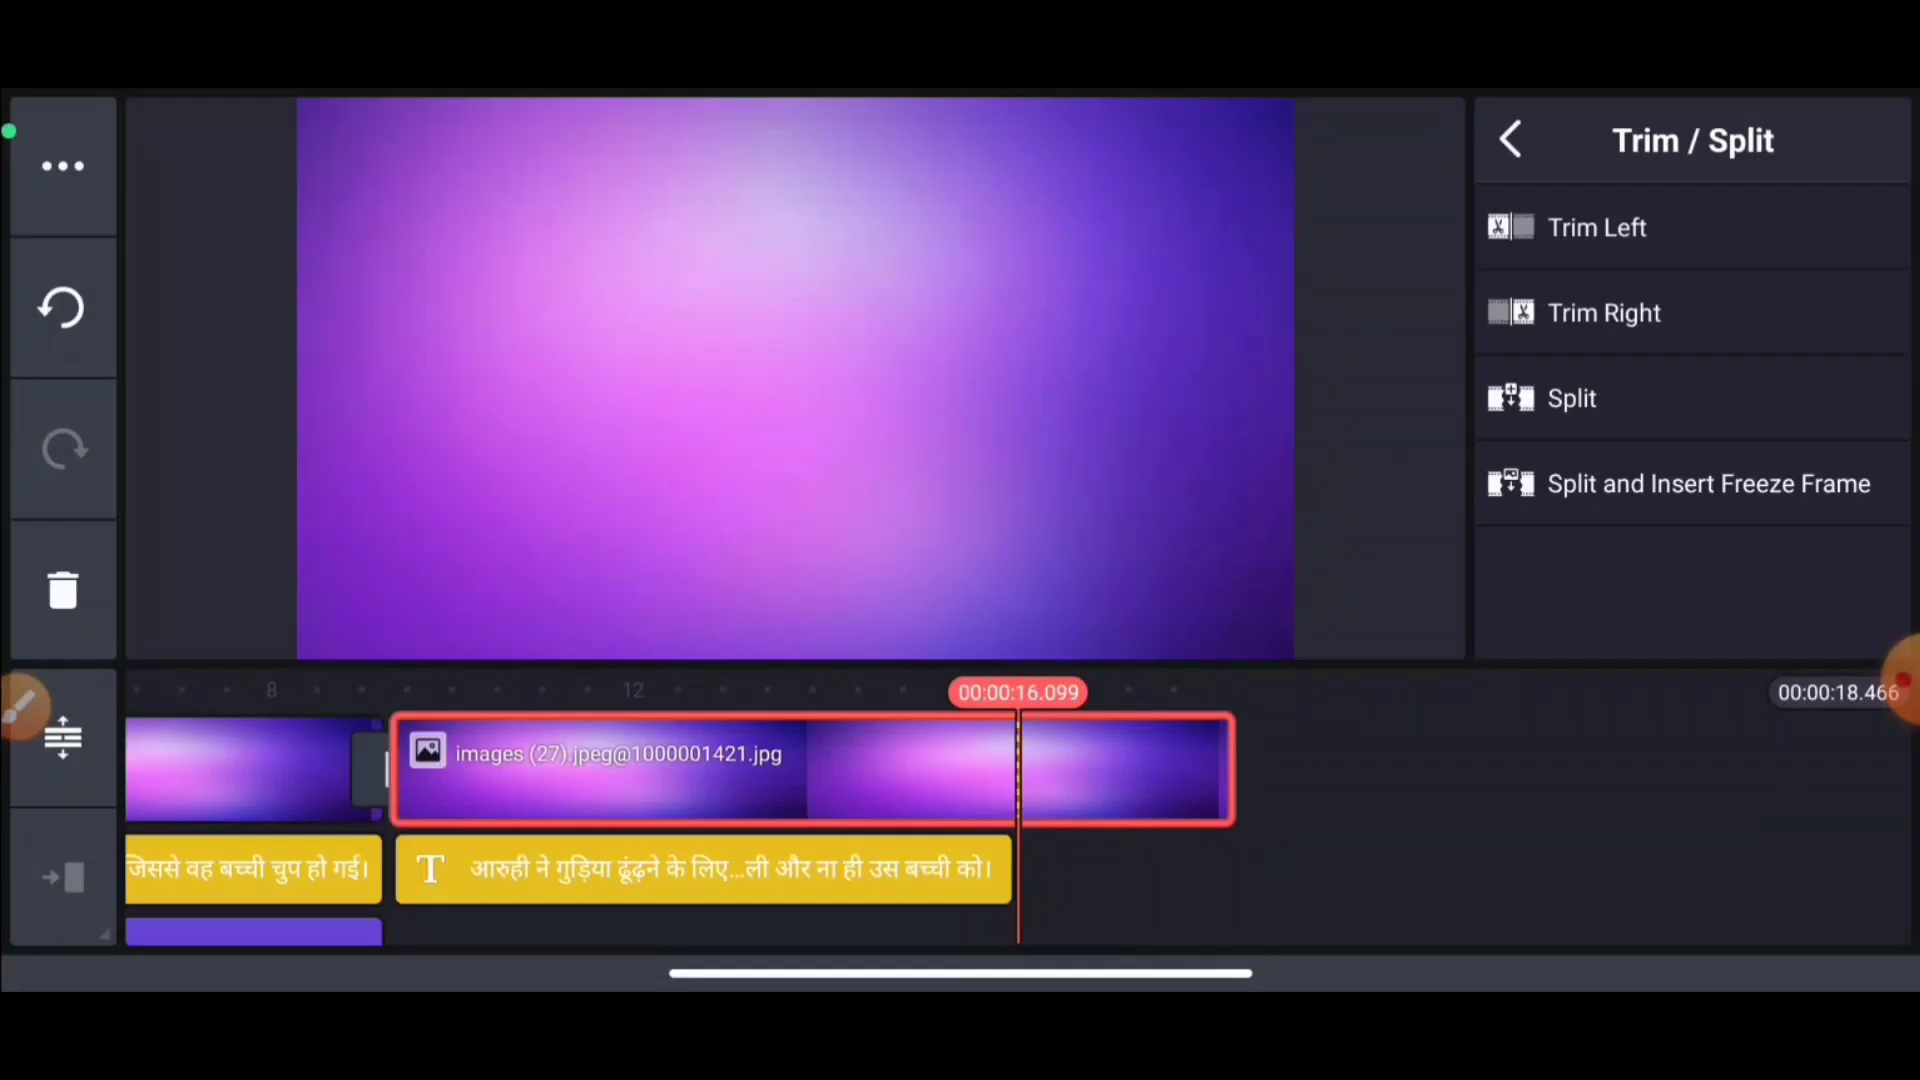 Trim / Split
Trim Left
Trim Right
Split
Split and Insert Freeze Frame
8
12
00:00:16.099
00:00:18.466
images (27).jpeg@1000001421.jpg
जिससे वह बच्ची चुप हो गई।
T आरुही ने गुड़िया ढूंढ़ने के लिए...ली और ना ही उस बच्ची को।